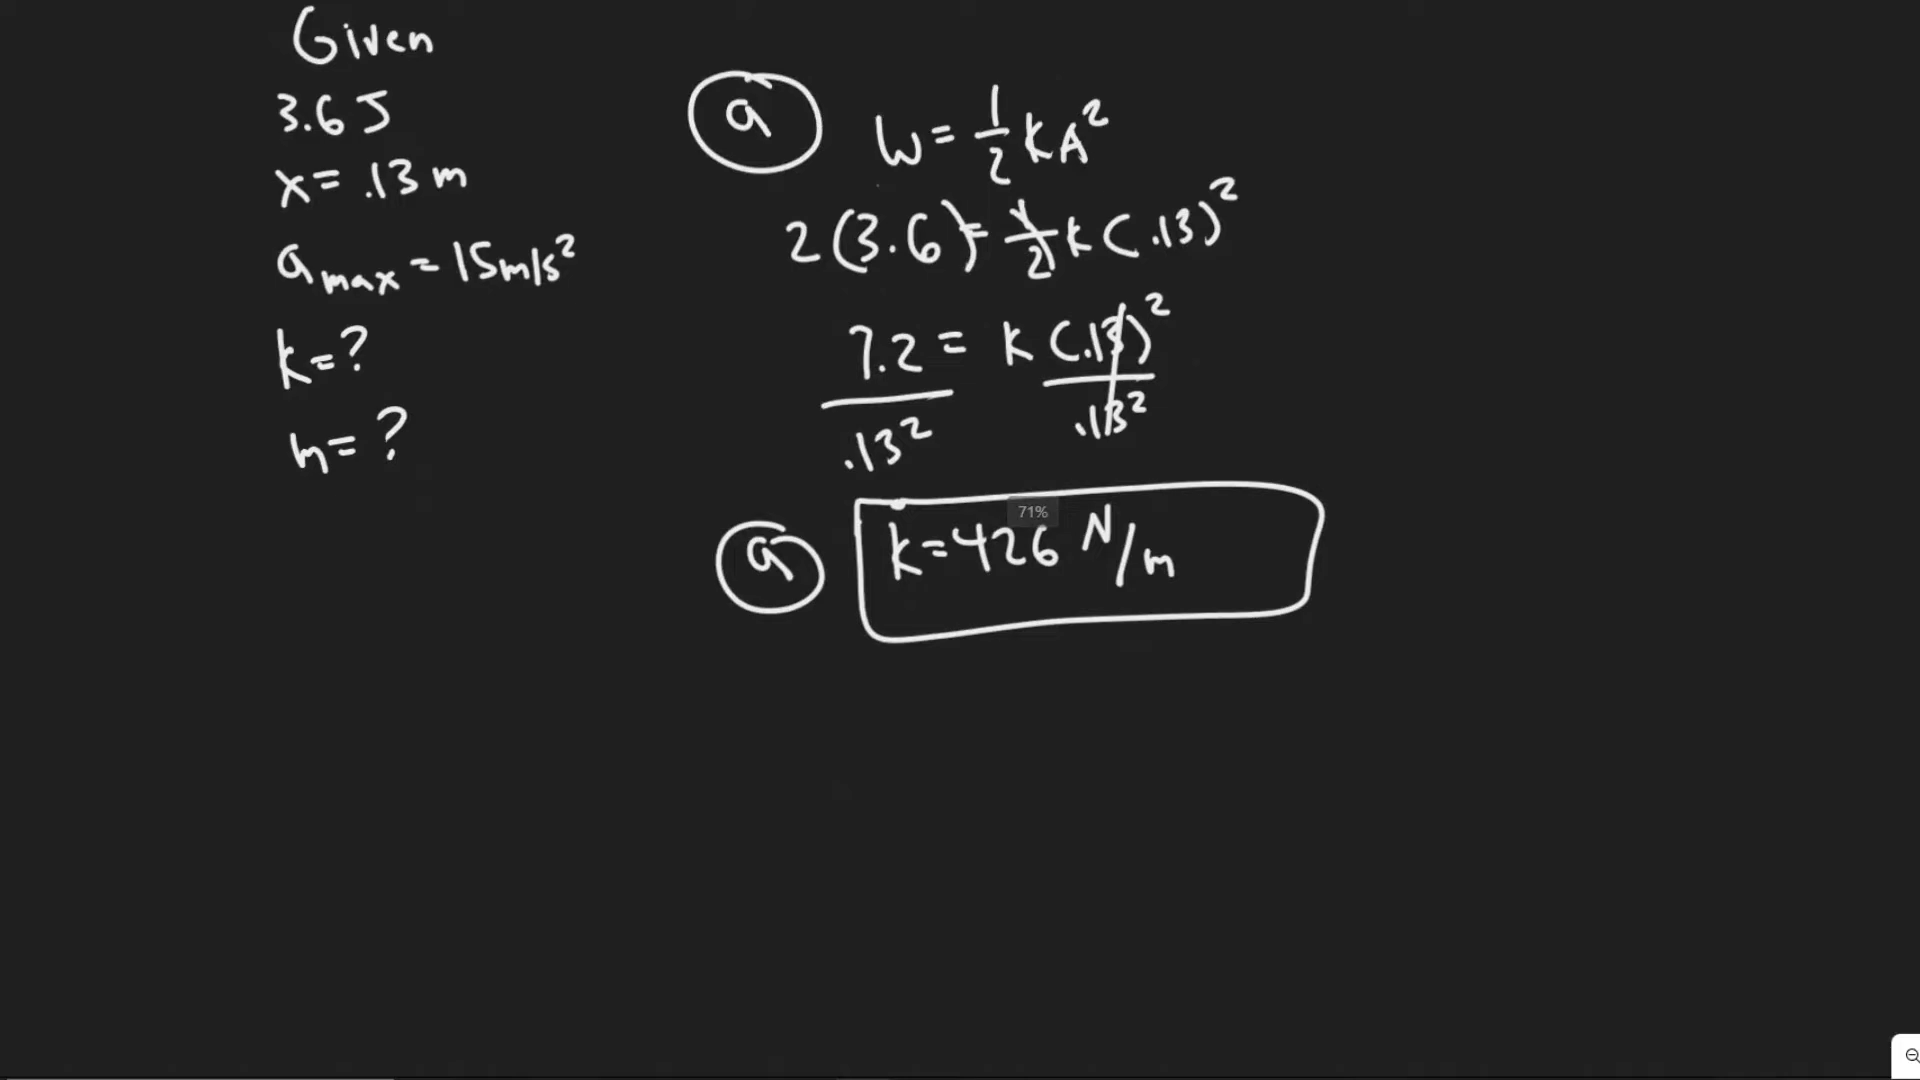 Given
3.6 J
x = .13 m
a max = 15 m/s²
k = ?
m = ?
a
W = 1/2 kA²
2(3.6) = 1/2 k(.13)²
7.2 = k(.13)²
.13² .13²
71%
a k = 426 N/m